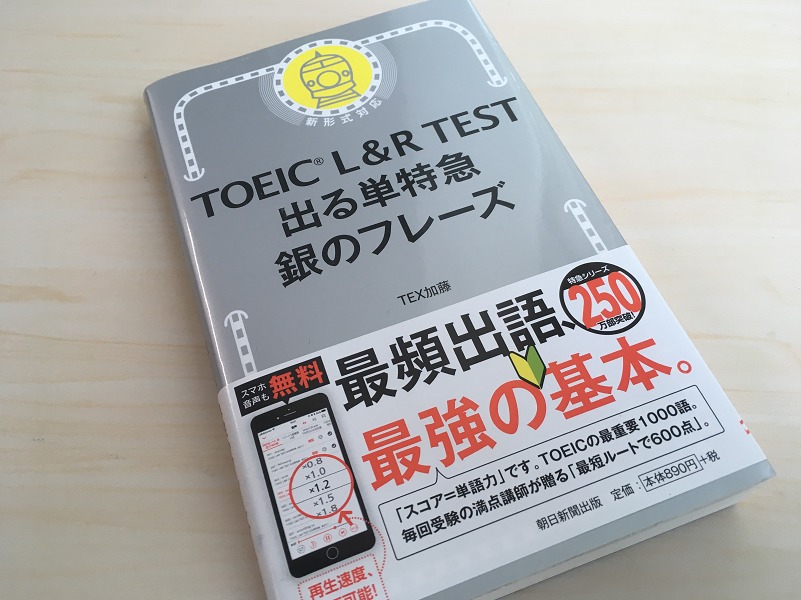 新形式対応
TOEIC® L&R TEST
出る単特急
銀のフレーズ
TEX加藤
特急シリーズ
250
万部突破!
スマホ
音声も
無料
最頻出語、
最強の基本。
×0.8
×1.0
×1.2
×1.5
×1.8
「スコア=単語力」です。TOEICの最重要1000語。
毎回受験の満点講師が贈る「最短ルートで600点」。
朝日新聞出版 定価:本体890円+税
再生速度、
可能!